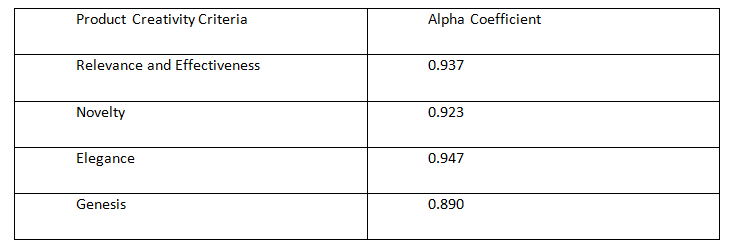 Product Creativity Criteria Alpha Coefficient
Relevance and Effectiveness 0.937
Novelty 0.923
Elegance 0.947
Genesis 0.890